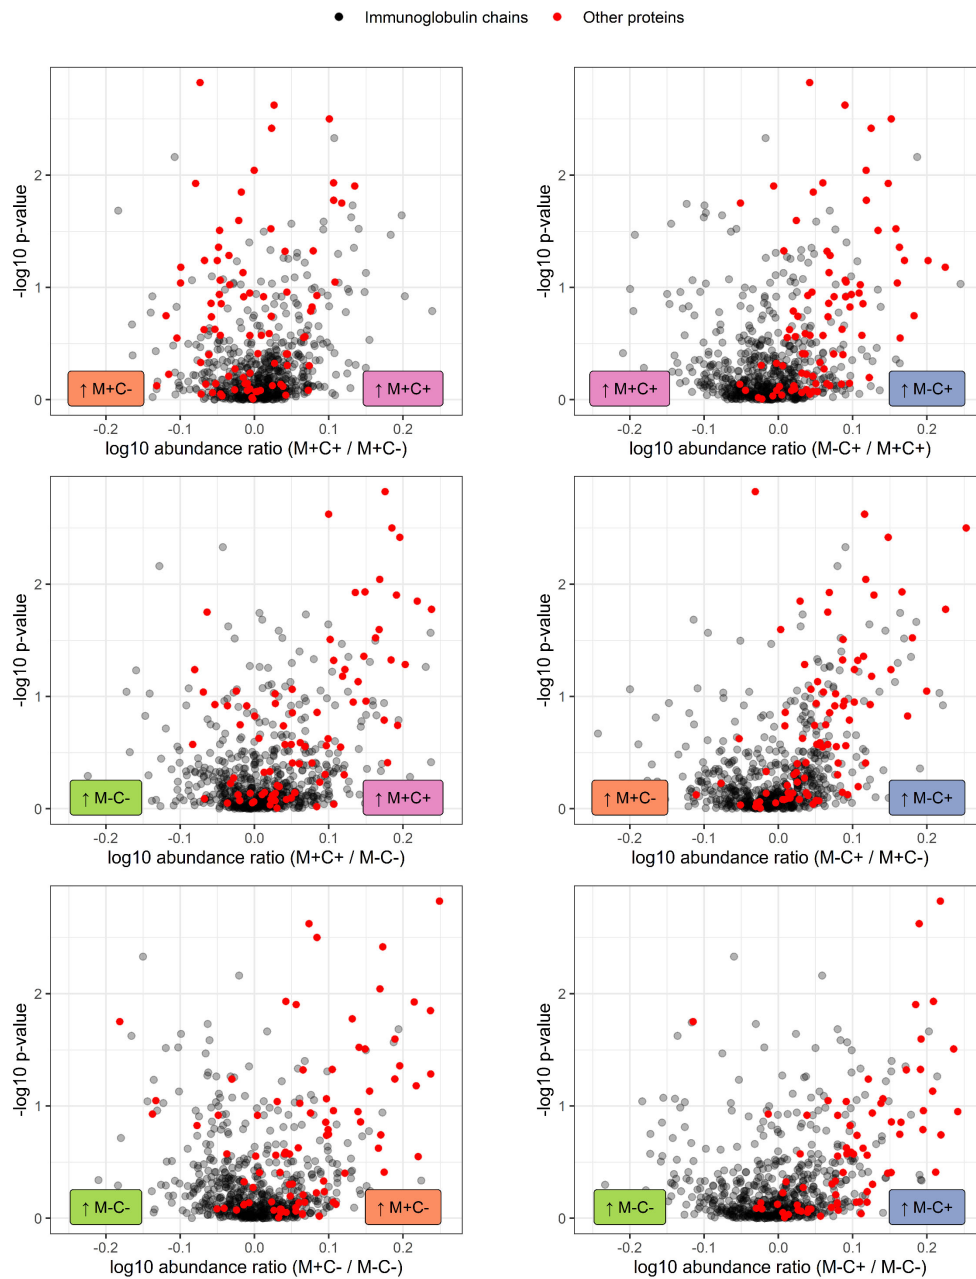 Immunoglobulin chains Other proteins
-log10 p-value
2
1
0
↑ M+C- ↑ M+C+
-0.2 -0.1 0.0 0.1 0.2
log10 abundance ratio (M+C+ / M+C-)
-log10 p-value
2
1
0
↑ M+C+ ↑ M-C+
-0.2 -0.1 0.0 0.1 0.2
log10 abundance ratio (M-C+ / M+C+)
-log10 p-value
2
1
0
↑ M-C- ↑ M+C+
-0.2 -0.1 0.0 0.1 0.2
log10 abundance ratio (M+C+ / M-C-)
-log10 p-value
2
1
0
↑ M+C- ↑ M-C+
-0.2 -0.1 0.0 0.1 0.2
log10 abundance ratio (M-C+ / M+C-)
-log10 p-value
2
1
0
↑ M-C- ↑ M+C-
-0.2 -0.1 0.0 0.1 0.2
log10 abundance ratio (M+C- / M-C-)
-log10 p-value
2
1
0
↑ M-C- ↑ M-C+
-0.2 -0.1 0.0 0.1 0.2
log10 abundance ratio (M-C+ / M-C-)